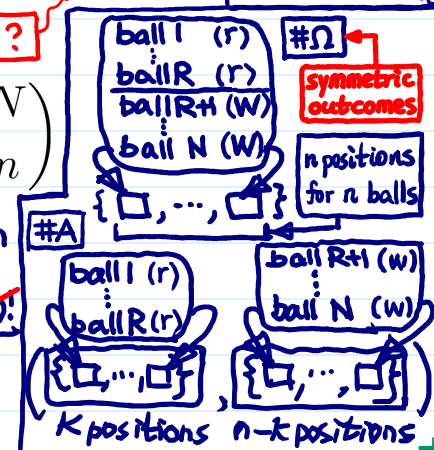 ?
N
n
ball 1 (r)
⋮
ball R (r)
ball R+1 (W)
⋮
ball N (W)
#Ω
symmetric
outcomes
{ □ , ⋯ , □ }
n positions
for n balls
#A
ball 1 (r)
⋮
ball R (r)
ball R+1 (w)
⋮
ball N (w)
( { □ , ⋯ , □ } , { □ , ⋯ , □ } )
K positions
n-k positions